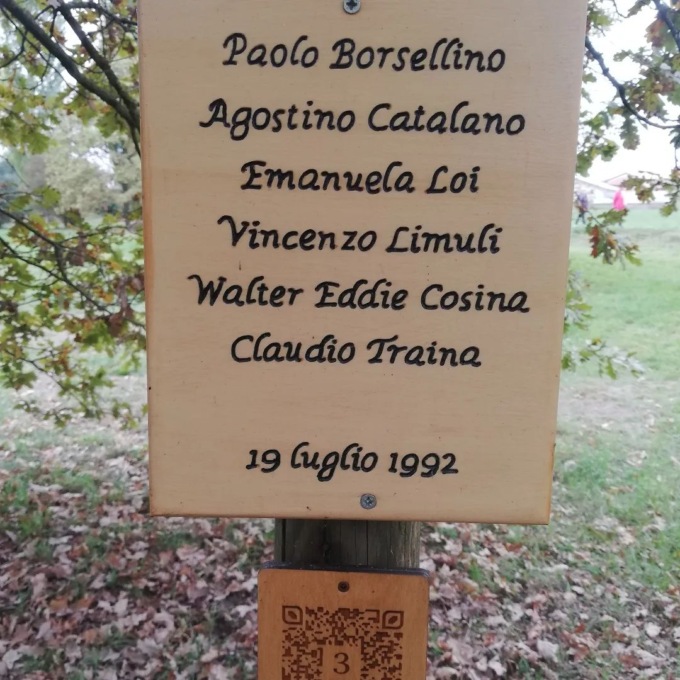 Paolo Borsellino
Agostino Catalano
Emanuela Loi
Vincenzo Limuli
Walter Eddie Cosina
Claudio Traina
19 luglio 1992
3